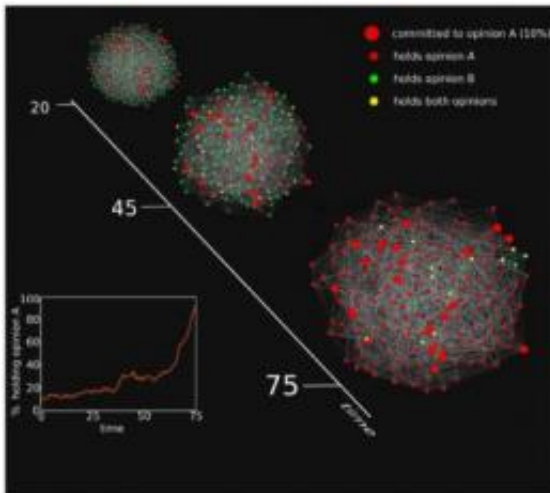 committed to opinion A (10%)
holds opinion A
holds opinion B
holds both opinions
20
45
75
time
% holding opinion A
100
80
60
40
20
0
0
25
50
75
time